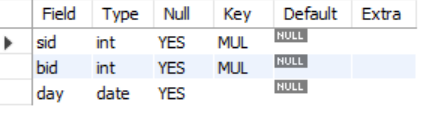 Field Type Null Key Default Extra
sid int YES MUL NULL
bid int YES MUL NULL
day date YES NULL